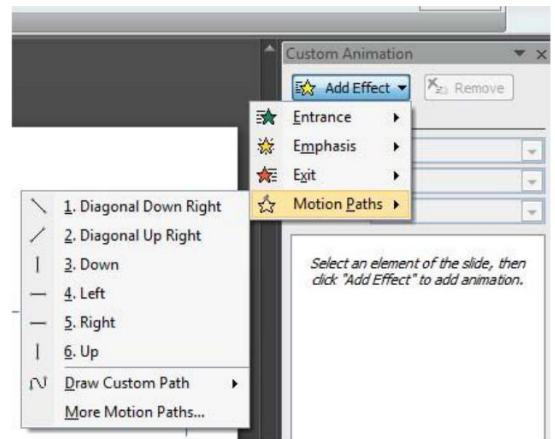 Custom Animation
Add Effect
Remove
Entrance
Emphasis
Exit
Motion Paths
1. Diagonal Down Right
2. Diagonal Up Right
3. Down
4. Left
5. Right
6. Up
Draw Custom Path
More Motion Paths...
Select an element of the slide, then
click "Add Effect" to add animation.